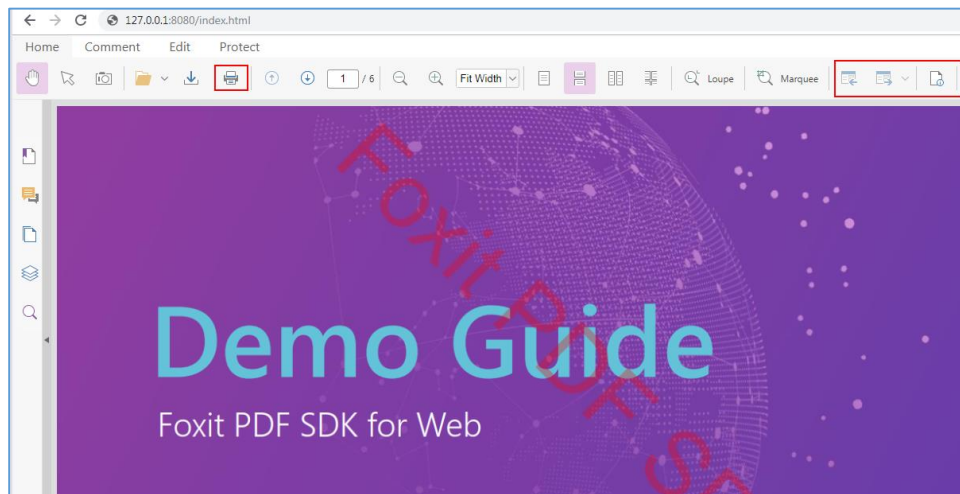 127.0.0.1:8080/index.html
Home Comment Edit Protect
1 / 6 Fit Width Loupe Marquee
Foxit PDF
Demo Guide
Foxit PDF SDK for Web